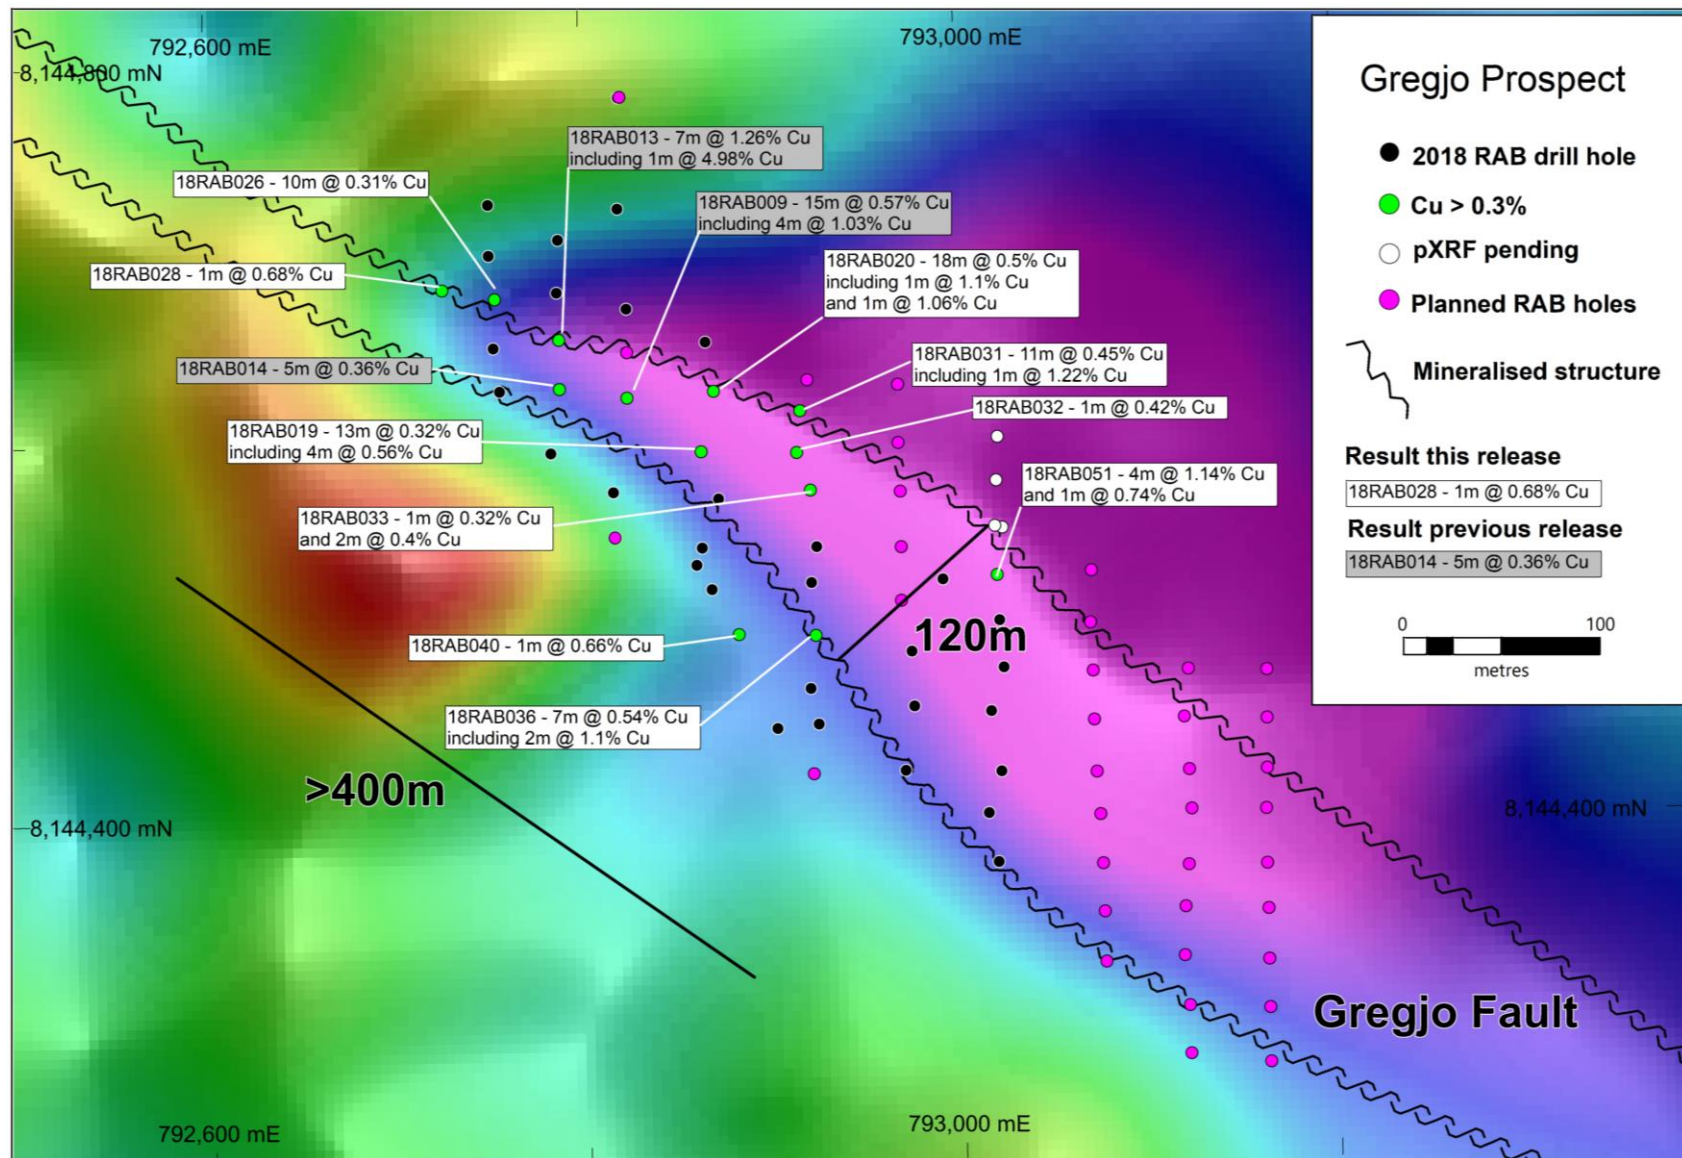 792,600 mE
793,000 mE
8,144,800 mN
18RAB013 - 7m @ 1.26% Cu
including 1m @ 4.98% Cu
18RAB026 - 10m @ 0.31% Cu
18RAB009 - 15m @ 0.57% Cu
including 4m @ 1.03% Cu
18RAB028 - 1m @ 0.68% Cu
18RAB020 - 18m @ 0.5% Cu
including 1m @ 1.1% Cu
and 1m @ 1.06% Cu
18RAB014 - 5m @ 0.36% Cu
18RAB031 - 11m @ 0.45% Cu
including 1m @ 1.22% Cu
18RAB032 - 1m @ 0.42% Cu
18RAB019 - 13m @ 0.32% Cu
including 4m @ 0.56% Cu
18RAB051 - 4m @ 1.14% Cu
and 1m @ 0.74% Cu
18RAB033 - 1m @ 0.32% Cu
and 2m @ 0.4% Cu
120m
18RAB040 - 1m @ 0.66% Cu
18RAB036 - 7m @ 0.54% Cu
including 2m @ 1.1% Cu
>400m
8,144,400 mN
8,144,400 mN
Gregjo Fault
792,600 mE
793,000 mE
Gregjo Prospect
2018 RAB drill hole
Cu > 0.3%
pXRF pending
Planned RAB holes
Mineralised structure
Result this release
18RAB028 - 1m @ 0.68% Cu
Result previous release
18RAB014 - 5m @ 0.36% Cu
0 100
metres